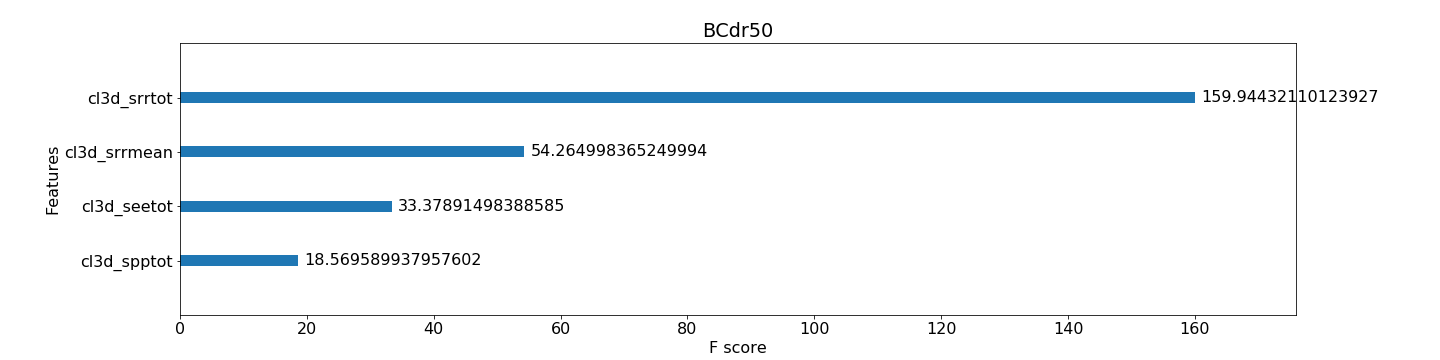 BCdr50
cl3d_srrtot
159.94432110123927
cl3d_srrmean
54.264998365249994
cl3d_seetot
33.37891498388585
cl3d_spptot
18.569589937957602
Features
0 20 40 60 80 100 120 140 160
F score